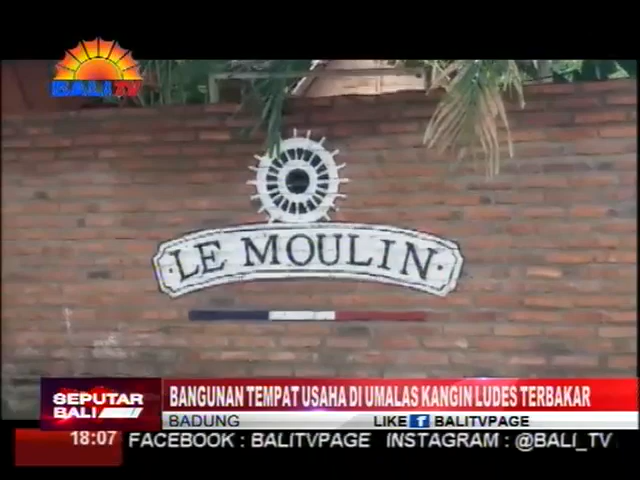 BALI TV
LE MOULIN
SEPUTAR
BALI
BANGUNAN TEMPAT USAHA DI UMALAS KANGIN LUDES TERBAKAR
BADUNG
LIKE f BALITVPAGE
18:07
FACEBOOK : BALITVPAGE INSTAGRAM : @BALI_TV